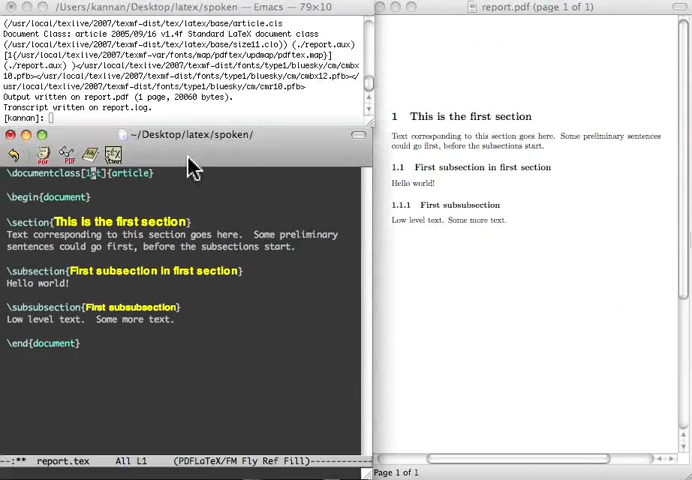 /Users/kannan/Desktop/latex/spoken — Emacs — 79×10
(/usr/local/texlive/2007/texmf-dist/tex/latex/base/article.cls
Document Class: article 2005/09/16 v1.4f Standard LaTeX document class
(/usr/local/texlive/2007/texmf-dist/tex/latex/base/size11.clo)) (./report.aux)
[1{/usr/local/texlive/2007/texmf-var/fonts/map/pdftex/updmap/pdftex.map}]
(./report.aux) )</usr/local/texlive/2007/texmf-dist/fonts/type1/bluesky/cm/cmbx
10.pfb></usr/local/texlive/2007/texmf-dist/fonts/type1/bluesky/cm/cmbx12.pfb></
usr/local/texlive/2007/texmf-dist/fonts/type1/bluesky/cm/cmr10.pfb>
Output written on report.pdf (1 page, 20060 bytes).
Transcript written on report.log.
[kannan]:
~/Desktop/latex/spoken/
PDF
PDF
\documentclass[1pt]{article}
\begin{document}
\section{This is the first section}
Text corresponding to this section goes here. Some preliminary
sentences could go first, before the subsections start.
\subsection{First subsection in first section}
Hello world!
\subsubsection{First subsubsection}
Low level text. Some more text.
\end{document}
--:** report.tex All L1 (PDFLaTeX/FM Fly Ref Fill)
report.pdf (page 1 of 1)
1 This is the first section
Text corresponding to this section goes here. Some preliminary sentences
could go first, before the subsections start.
1.1 First subsection in first section
Hello world!
1.1.1 First subsubsection
Low level text. Some more text.
Page 1 of 1